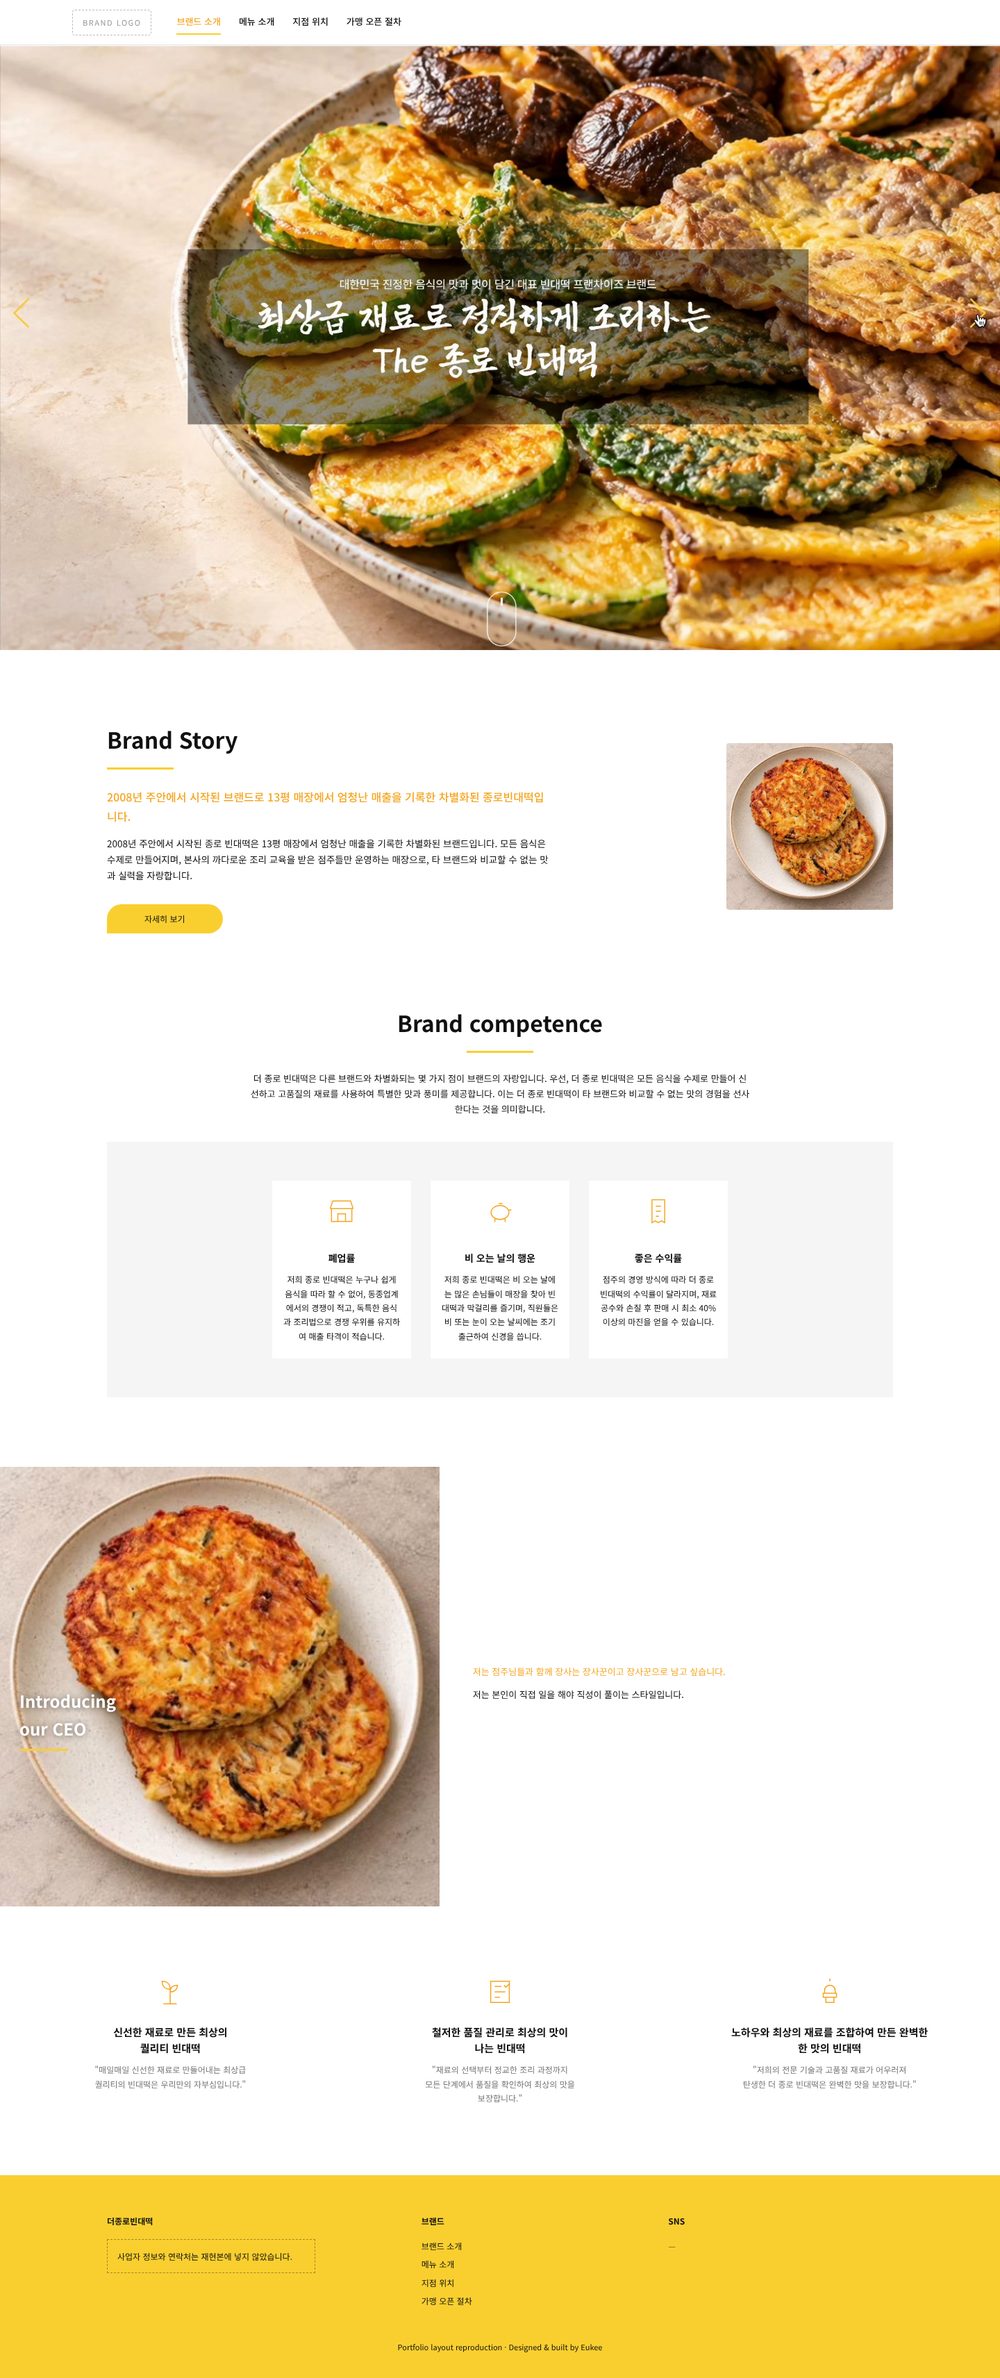 BRAND LOGO
브랜드 소개
메뉴 소개
지점 위치
가맹 오픈 절차
대한민국 진정한 음식의 맛과 멋이 담긴 대표 빈대떡 프랜차이즈 브랜드
최상급 재료로 정직하게 조리하는
The 종로 빈대떡
Brand Story
2008년 주안에서 시작된 브랜드로 13평 매장에서 엄청난 매출을 기록한 차별화된 종로빈대떡입
니다.
2008년 주안에서 시작된 종로 빈대떡은 13평 매장에서 엄청난 매출을 기록한 차별화된 브랜드입니다. 모든 음식은
수제로 만들어지며, 본사의 까다로운 조리 교육을 받은 점주들만 운영하는 매장으로, 타 브랜드와 비교할 수 없는 맛
과 실력을 자랑합니다.
자세히 보기
Brand competence
더 종로 빈대떡은 다른 브랜드와 차별화되는 몇 가지 점이 브랜드의 자랑입니다. 우선, 더 종로 빈대떡은 모든 음식을 수제로 만들어 신
선하고 고품질의 재료를 사용하여 특별한 맛과 풍미를 제공합니다. 이는 더 종로 빈대떡이 타 브랜드와 비교할 수 없는 맛의 경험을 선사
한다는 것을 의미합니다.
폐업률
저희 종로 빈대떡은 누구나 쉽게
음식을 따라 할 수 없어, 동종업계
에서의 경쟁이 적고, 독특한 음식
과 조리법으로 경쟁 우위를 유지하
여 매출 타격이 적습니다.
비 오는 날의 행운
저희 종로 빈대떡은 비 오는 날에
는 많은 손님들이 매장을 찾아 빈
대떡과 막걸리를 즐기며, 직원들은
비 또는 눈이 오는 날씨에는 조기
출근하여 신경을 씁니다.
좋은 수익률
점주의 경영 방식에 따라 더 종로
빈대떡의 수익률이 달라지며, 재료
공수와 손질 후 판매 시 최소 40%
이상의 마진을 얻을 수 있습니다.
Introducing
our CEO
저는 점주님들과 함께 장사는 장사꾼이고 장사꾼으로 남고 싶습니다.
저는 본인이 직접 일을 해야 직성이 풀이는 스타일입니다.
신선한 재료로 만든 최상의
퀄리티 빈대떡
"매일매일 신선한 재료로 만들어내는 최상급
퀄리티의 빈대떡은 우리만의 자부심입니다."
철저한 품질 관리로 최상의 맛이
나는 빈대떡
"재료의 선택부터 정교한 조리 과정까지
모든 단계에서 품질을 확인하여 최상의 맛을
보장합니다."
노하우와 최상의 재료를 조합하여 만든 완벽한
한 맛의 빈대떡
"저희의 전문 기술과 고품질 재료가 어우러져
탄생한 더 종로 빈대떡은 완벽한 맛을 보장합니다."
더종로빈대떡
사업자 정보와 연락처는 재현본에 넣지 않았습니다.
브랜드
브랜드 소개
메뉴 소개
지점 위치
가맹 오픈 절차
SNS
—
Portfolio layout reproduction · Designed & built by Eukee